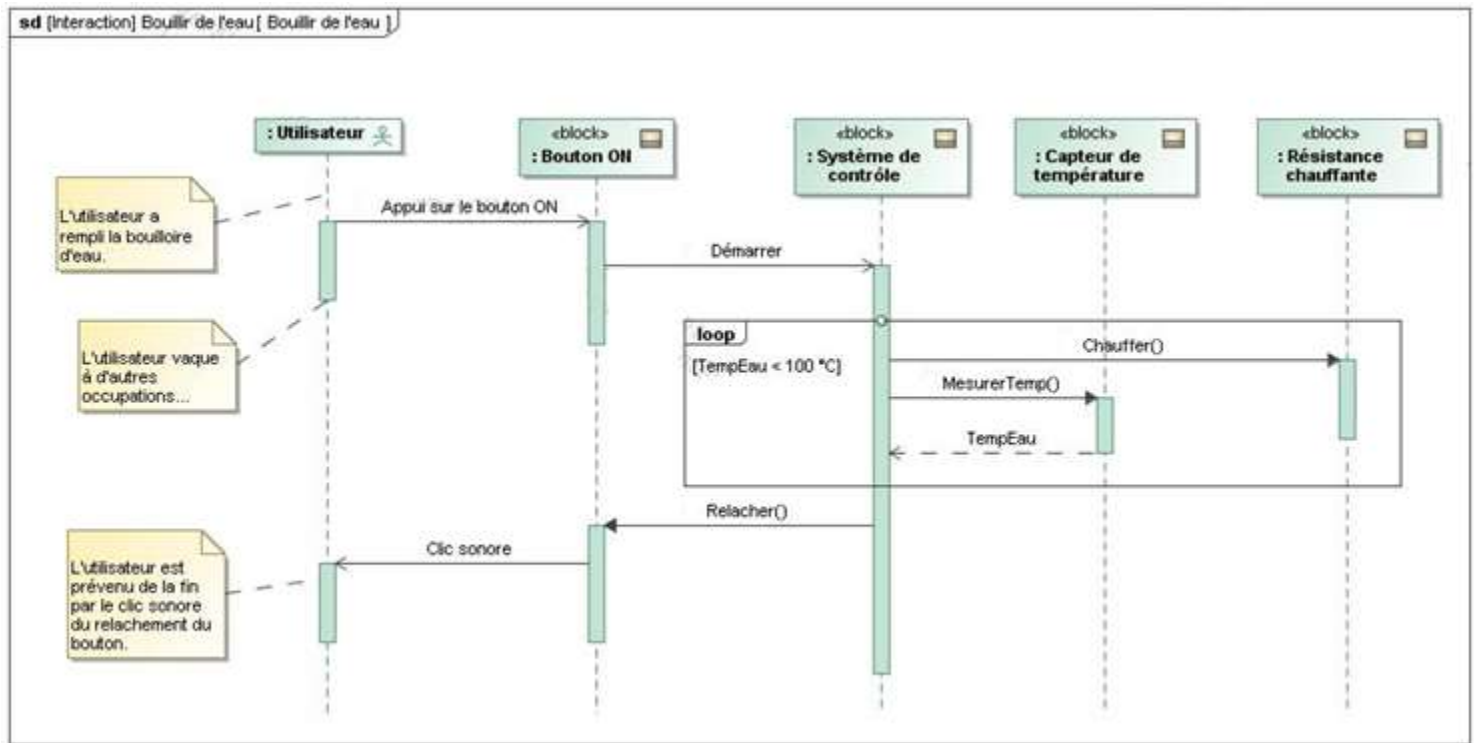 sd [Interaction] Bouillir de l'eau [ Bouillir de l'eau ]
: Utilisateur
«block»
: Bouton ON
«block»
: Système de
contrôle
«block»
: Capteur de
température
«block»
: Résistance
chauffante
L'utilisateur a
rempli la bouilloire
d'eau.
Appui sur le bouton ON
Démarrer
L'utilisateur vaque
à d'autres
occupations...
loop
[TempEau < 100 °C]
Chauffer()
MesurerTemp()
TempEau
Relacher()
Clic sonore
L'utilisateur est
prévenu de la fin
par le clic sonore
du relachement du
bouton.